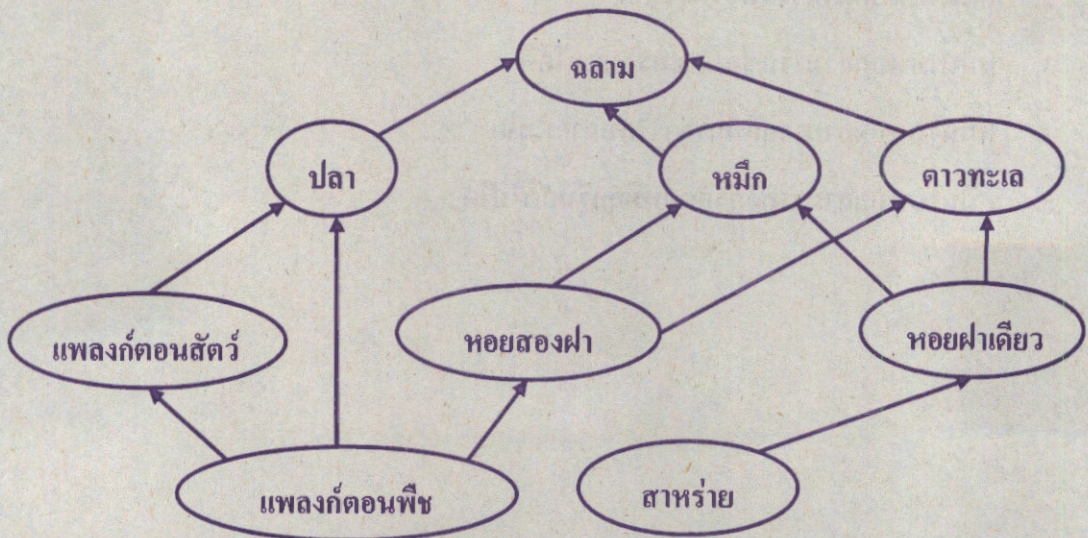 ฉลาม
ปลา
หมึก
ดาวทะเล
แพลงก์ตอนสัตว์
หอยสองฝา
หอยฝาเดียว
แพลงก์ตอนพืช
สาหร่าย